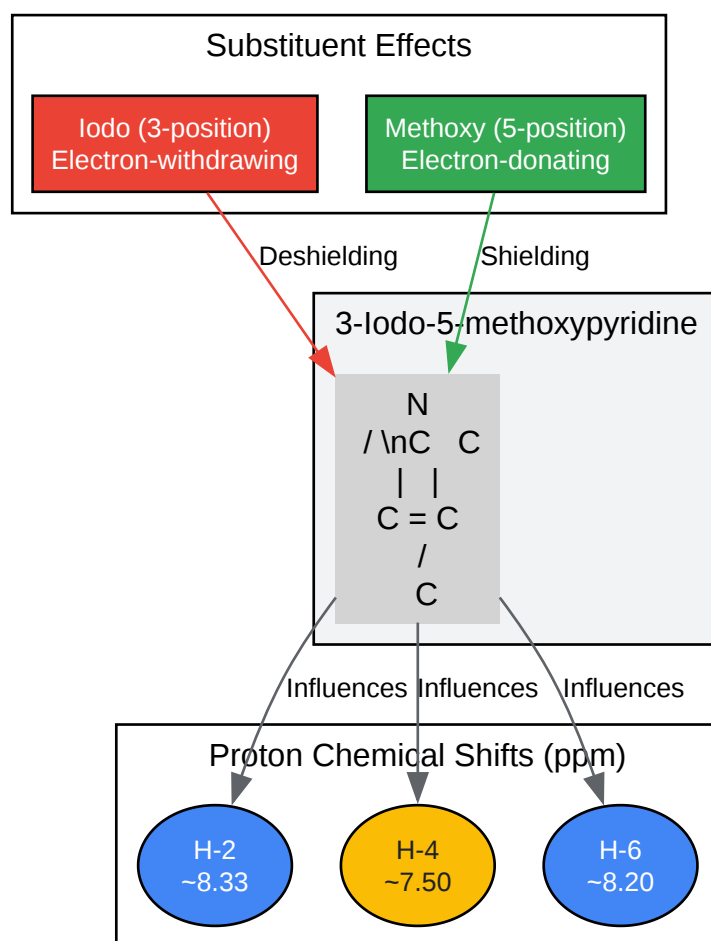 Substituent Effects
Iodo (3-position)
Electron-withdrawing
Methoxy (5-position)
Electron-donating
Deshielding
Shielding
3-Iodo-5-methoxypyridine
N
/ \nC   C
|   |
C = C
/
C
Influences
Influences
Influences
Proton Chemical Shifts (ppm)
H-2
~8.33
H-4
~7.50
H-6
~8.20